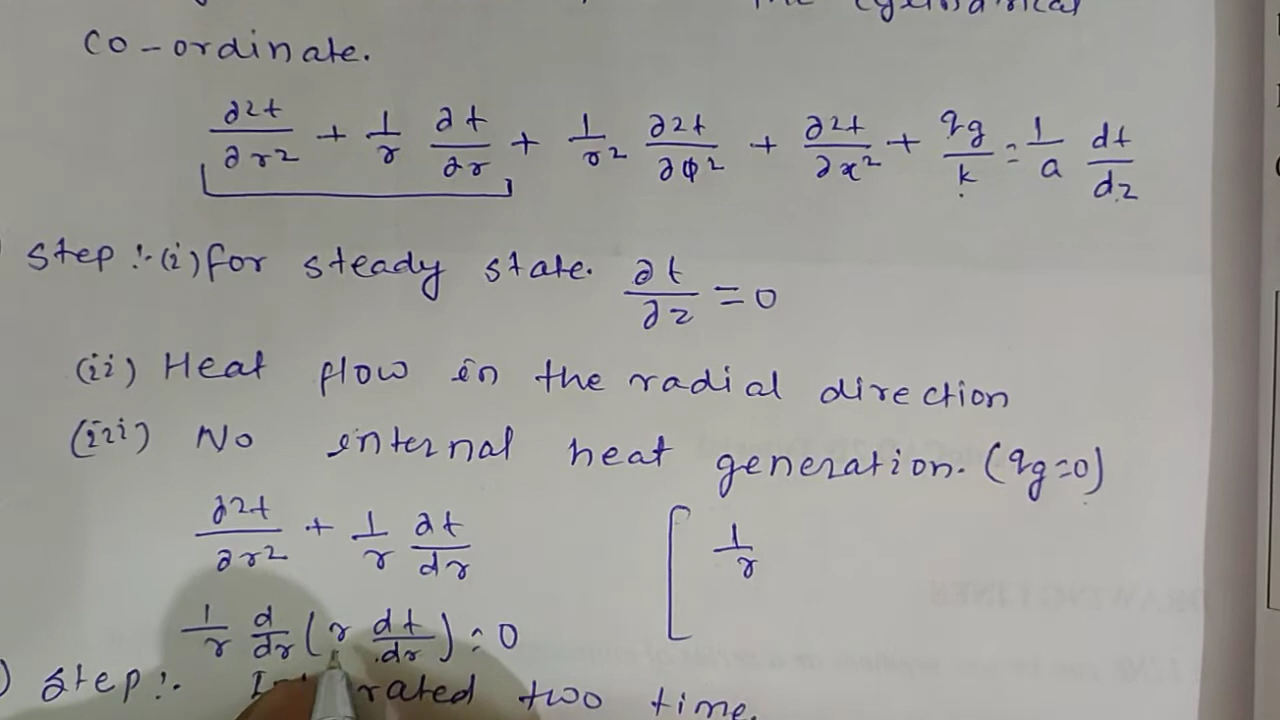 co-ordinate.
∂2t/∂r2 + 1/r ∂t/∂r + 1/r2 ∂2t/∂φ2 + ∂2t/∂x2 + qg/k = 1/a dt/dz
step :- (i) for steady state. ∂t/∂z = 0
(ii) Heat flow in the radial direction
(iii) No internal heat generation. (qg=0)
∂2t/∂r2 + 1/r ∂t/dr [ 1/r
1/r d/dr (r dt/dr) = 0
) step :- two time.